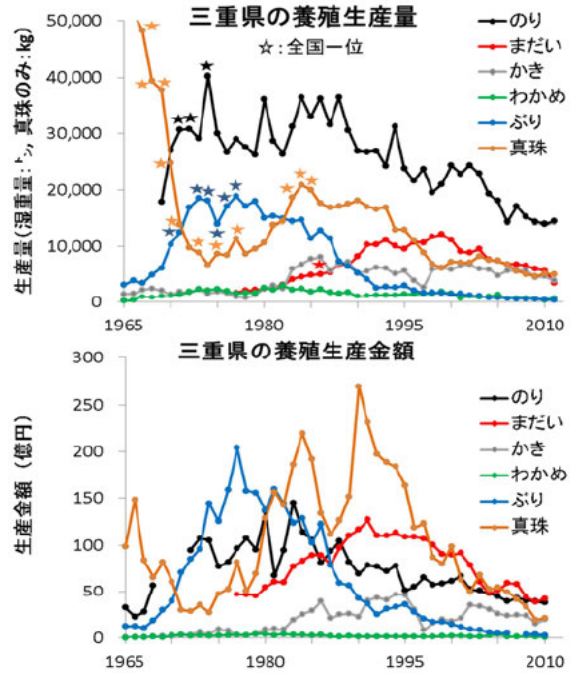 三重県の養殖生産量
☆:全国一位
生産量(湿重量:㌧, 真珠のみ:kg)
50,000
40,000
30,000
20,000
10,000
0
1965
1980
1995
2010
のり
まだい
かき
わかめ
ぶり
真珠
三重県の養殖生産金額
生産金額 (億円)
300
250
200
150
100
50
0
1965
1980
1995
2010
のり
まだい
かき
わかめ
ぶり
真珠